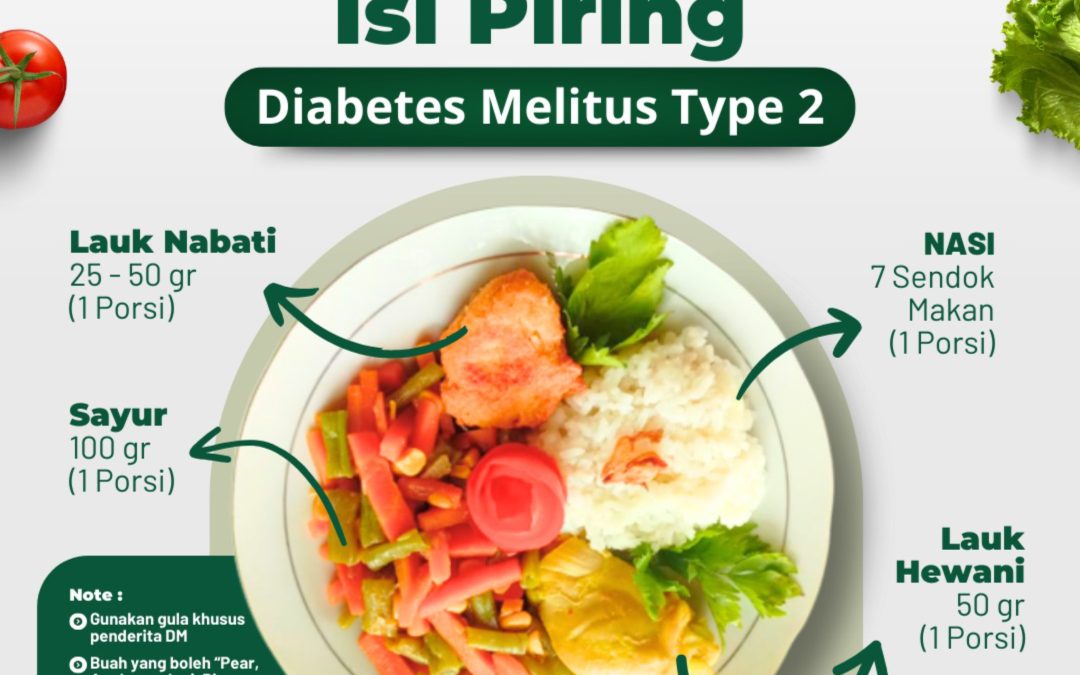 Isi Piring
Diabetes Melitus Type 2
Lauk Nabati
25 - 50 gr
(1 Porsi)
NASI
7 Sendok
Makan
(1 Porsi)
Sayur
100 gr
(1 Porsi)
Lauk
Hewani
50 gr
(1 Porsi)
Note :
Gunakan gula khusus
penderita DM
Buah yang boleh “Pear,